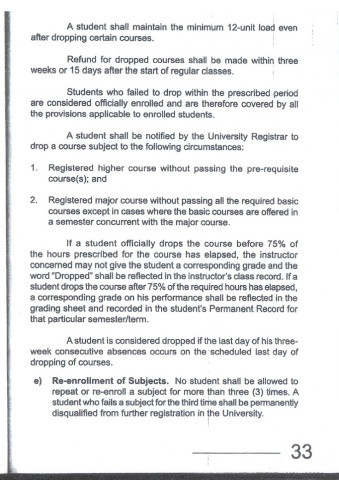 A student shall maintain the minimum 12-unit load even
after dropping certain courses.
Refund for dropped courses shall be made within three
weeks or 15 days after the start of regular classes.
Students who failed to drop within the prescribed period
are considered officially enrolled and are therefore covered by all
the provisions applicable to enrolled students.
A student shall be notified by the University Registrar to
drop a course subject to the following circumstances:
1. Registered higher course without passing the pre-requisite
course(s); and
2. Registered major course without passing all the required basic
courses except in cases where the basic courses are offered in
a semester concurrent with the major course.
If a student officially drops the course before 75% of
the hours prescribed for the course has elapsed, the instructor
concerned may not give the student a corresponding grade and the
word "Dropped" shall be reflected in the instructor's class record. If a
student drops the course after 75% of the required hours has elapsed,
a corresponding grade on his performance shall be reflected in the
grading sheet and recorded in the student's Permanent Record for
that particular semester/term.
A student is considered dropped if the last day of his three-
week consecutive absences occurs on the scheduled last day of
dropping of courses.
e) Re-enrollment of Subjects. No student shall be allowed to
repeat or re-enroll a subject for more than three (3) times. A
student who fails a subject for the third time shall be permanently
disqualified from further registration in the University.
33